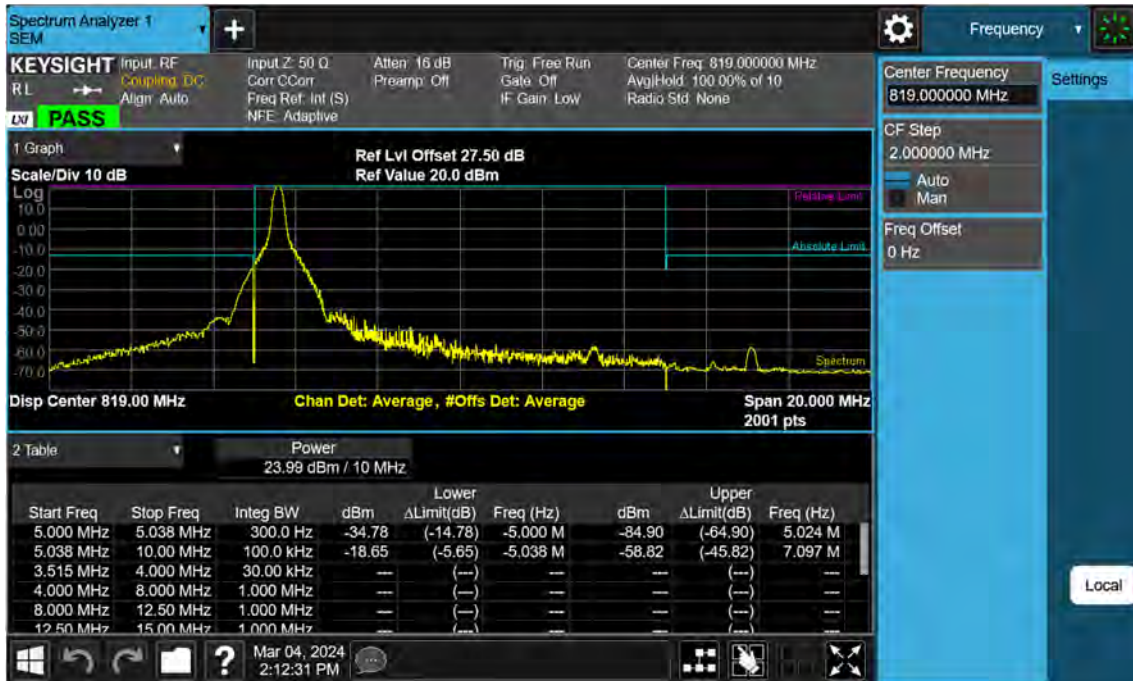 Spectrum Analyzer 1
SEM
+
Frequency
KEYSIGHT
RL
LXI PASS
Input: RF
Coupling: DC
Align: Auto
Input Z: 50 Ω
Corr CCorr
Freq Ref: Int (S)
NFE: Adaptive
Atten: 16 dB
Preamp: Off
Trig: Free Run
Gate: Off
IF Gain: Low
Center Freq: 819.000000 MHz
Avg|Hold: 100.00% of 10
Radio Std: None
Center Frequency
819.000000 MHz
Settings
CF Step
2.000000 MHz
Auto
Man
Freq Offset
0 Hz
Local
1 Graph
Scale/Div 10 dB
Ref Lvl Offset 27.50 dB
Ref Value 20.0 dBm
Log
10.0
0.00
-10.0
-20.0
-30.0
-40.0
-50.0
-60.0
-70.0
Relative Limit
Absolute Limit
Spectrum
Disp Center 819.00 MHz
Chan Det: Average, #Offs Det: Average
Span 20.000 MHz
2001 pts
2 Table
Power
23.99 dBm / 10 MHz
Lower Upper
Start Freq Stop Freq Integ BW dBm ΔLimit(dB) Freq (Hz) dBm ΔLimit(dB) Freq (Hz)
5.000 MHz 5.038 MHz 300.0 Hz -34.78 (-14.78) -5.000 M -84.90 (-64.90) 5.024 M
5.038 MHz 10.00 MHz 100.0 kHz -18.65 (-5.65) -5.038 M -58.82 (-45.82) 7.097 M
3.515 MHz 4.000 MHz 30.00 kHz --- (---) --- --- (---) ---
4.000 MHz 8.000 MHz 1.000 MHz --- (---) --- --- (---) ---
8.000 MHz 12.50 MHz 1.000 MHz --- (---) --- --- (---) ---
12.50 MHz 15.00 MHz 1.000 MHz --- (---) --- --- (---) ---
?
Mar 04, 2024
2:12:31 PM